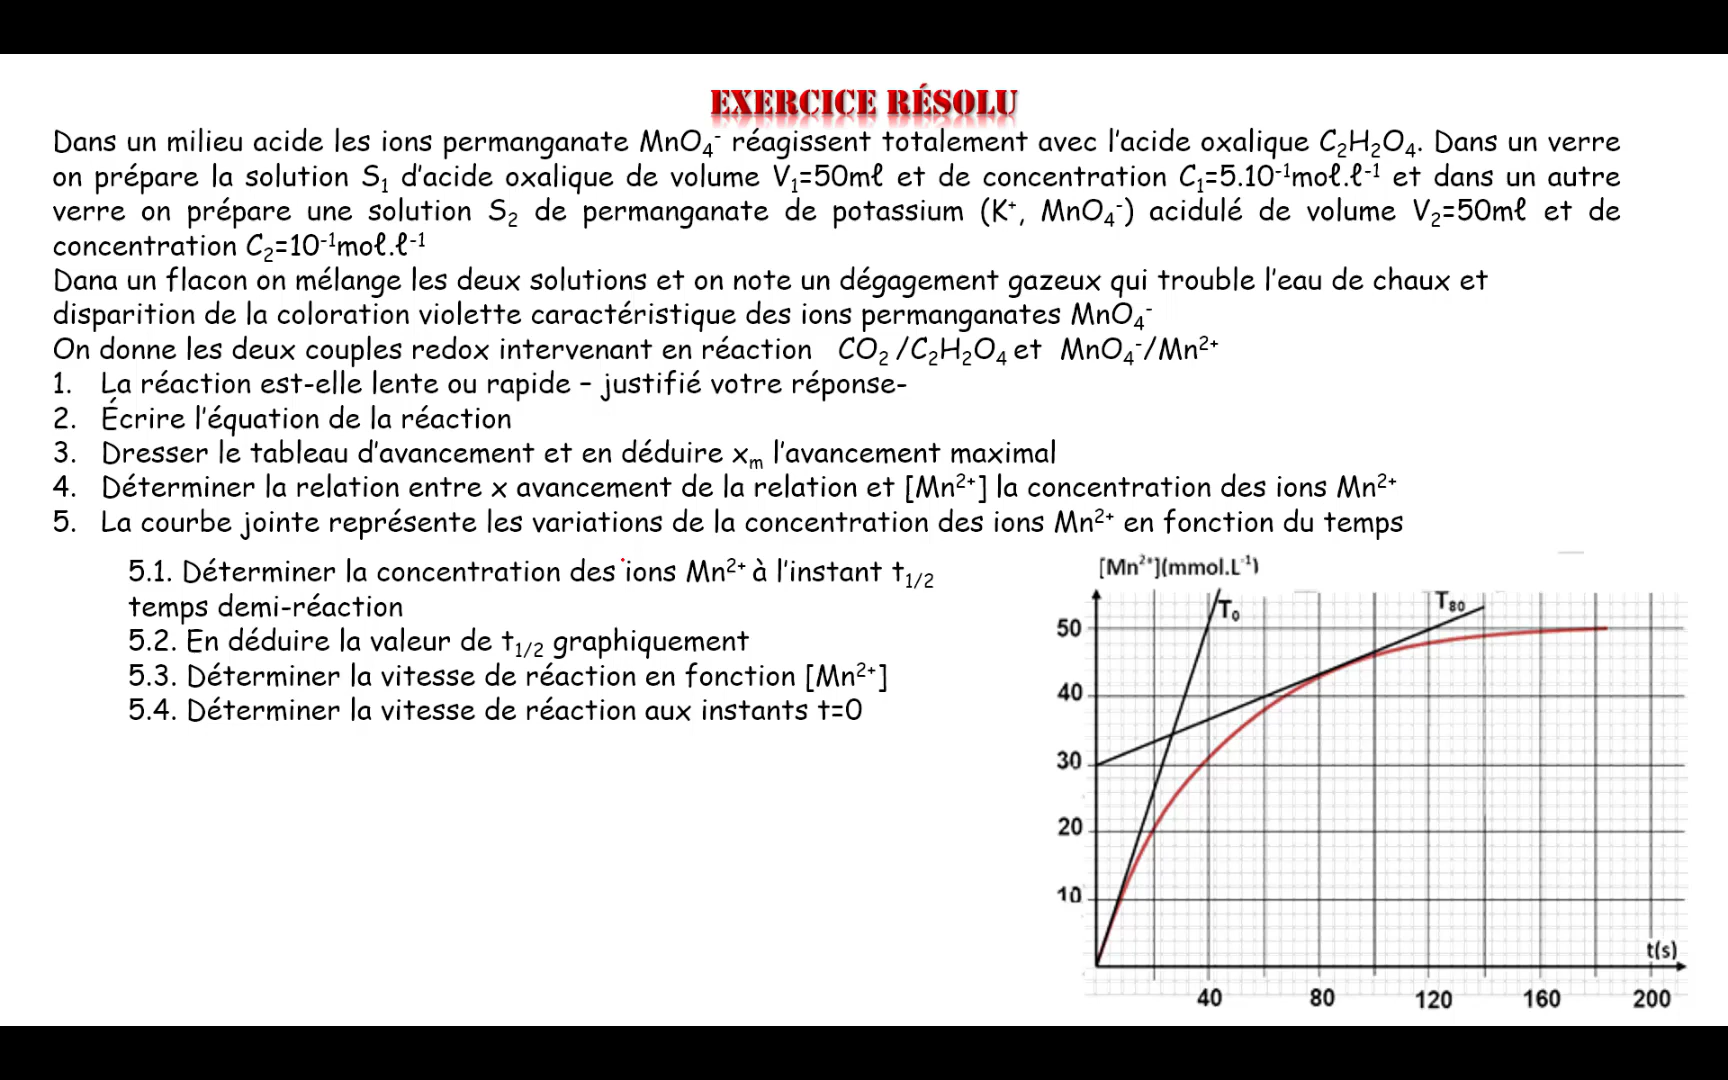 EXERCICE RÉSOLU
Dans un milieu acide les ions permanganate MnO₄⁻ réagissent totalement avec l'acide oxalique C₂H₂O₄. Dans un verre
on prépare la solution S₁ d'acide oxalique de volume V₁=50mℓ et de concentration C₁=5.10⁻¹moℓ.ℓ⁻¹ et dans un autre
verre on prépare une solution S₂ de permanganate de potassium (K⁺, MnO₄⁻) acidulé de volume V₂=50mℓ et de
concentration C₂=10⁻¹moℓ.ℓ⁻¹
Dana un flacon on mélange les deux solutions et on note un dégagement gazeux qui trouble l'eau de chaux et
disparition de la coloration violette caractéristique des ions permanganates MnO₄⁻
On donne les deux couples redox intervenant en réaction CO₂ /C₂H₂O₄ et MnO₄⁻/Mn²⁺
1. La réaction est-elle lente ou rapide – justifié votre réponse-
2. Écrire l'équation de la réaction
3. Dresser le tableau d'avancement et en déduire xₘ l'avancement maximal
4. Déterminer la relation entre x avancement de la relation et [Mn²⁺] la concentration des ions Mn²⁺
5. La courbe jointe représente les variations de la concentration des ions Mn²⁺ en fonction du temps
5.1. Déterminer la concentration des ions Mn²⁺ à l'instant t₁/₂
temps demi-réaction
5.2. En déduire la valeur de t₁/₂ graphiquement
5.3. Déterminer la vitesse de réaction en fonction [Mn²⁺]
5.4. Déterminer la vitesse de réaction aux instants t=0
[Mn²⁺](mmol.L⁻¹)
T₀
T₈₀
50
40
30
20
10
t(s)
40 80 120 160 200